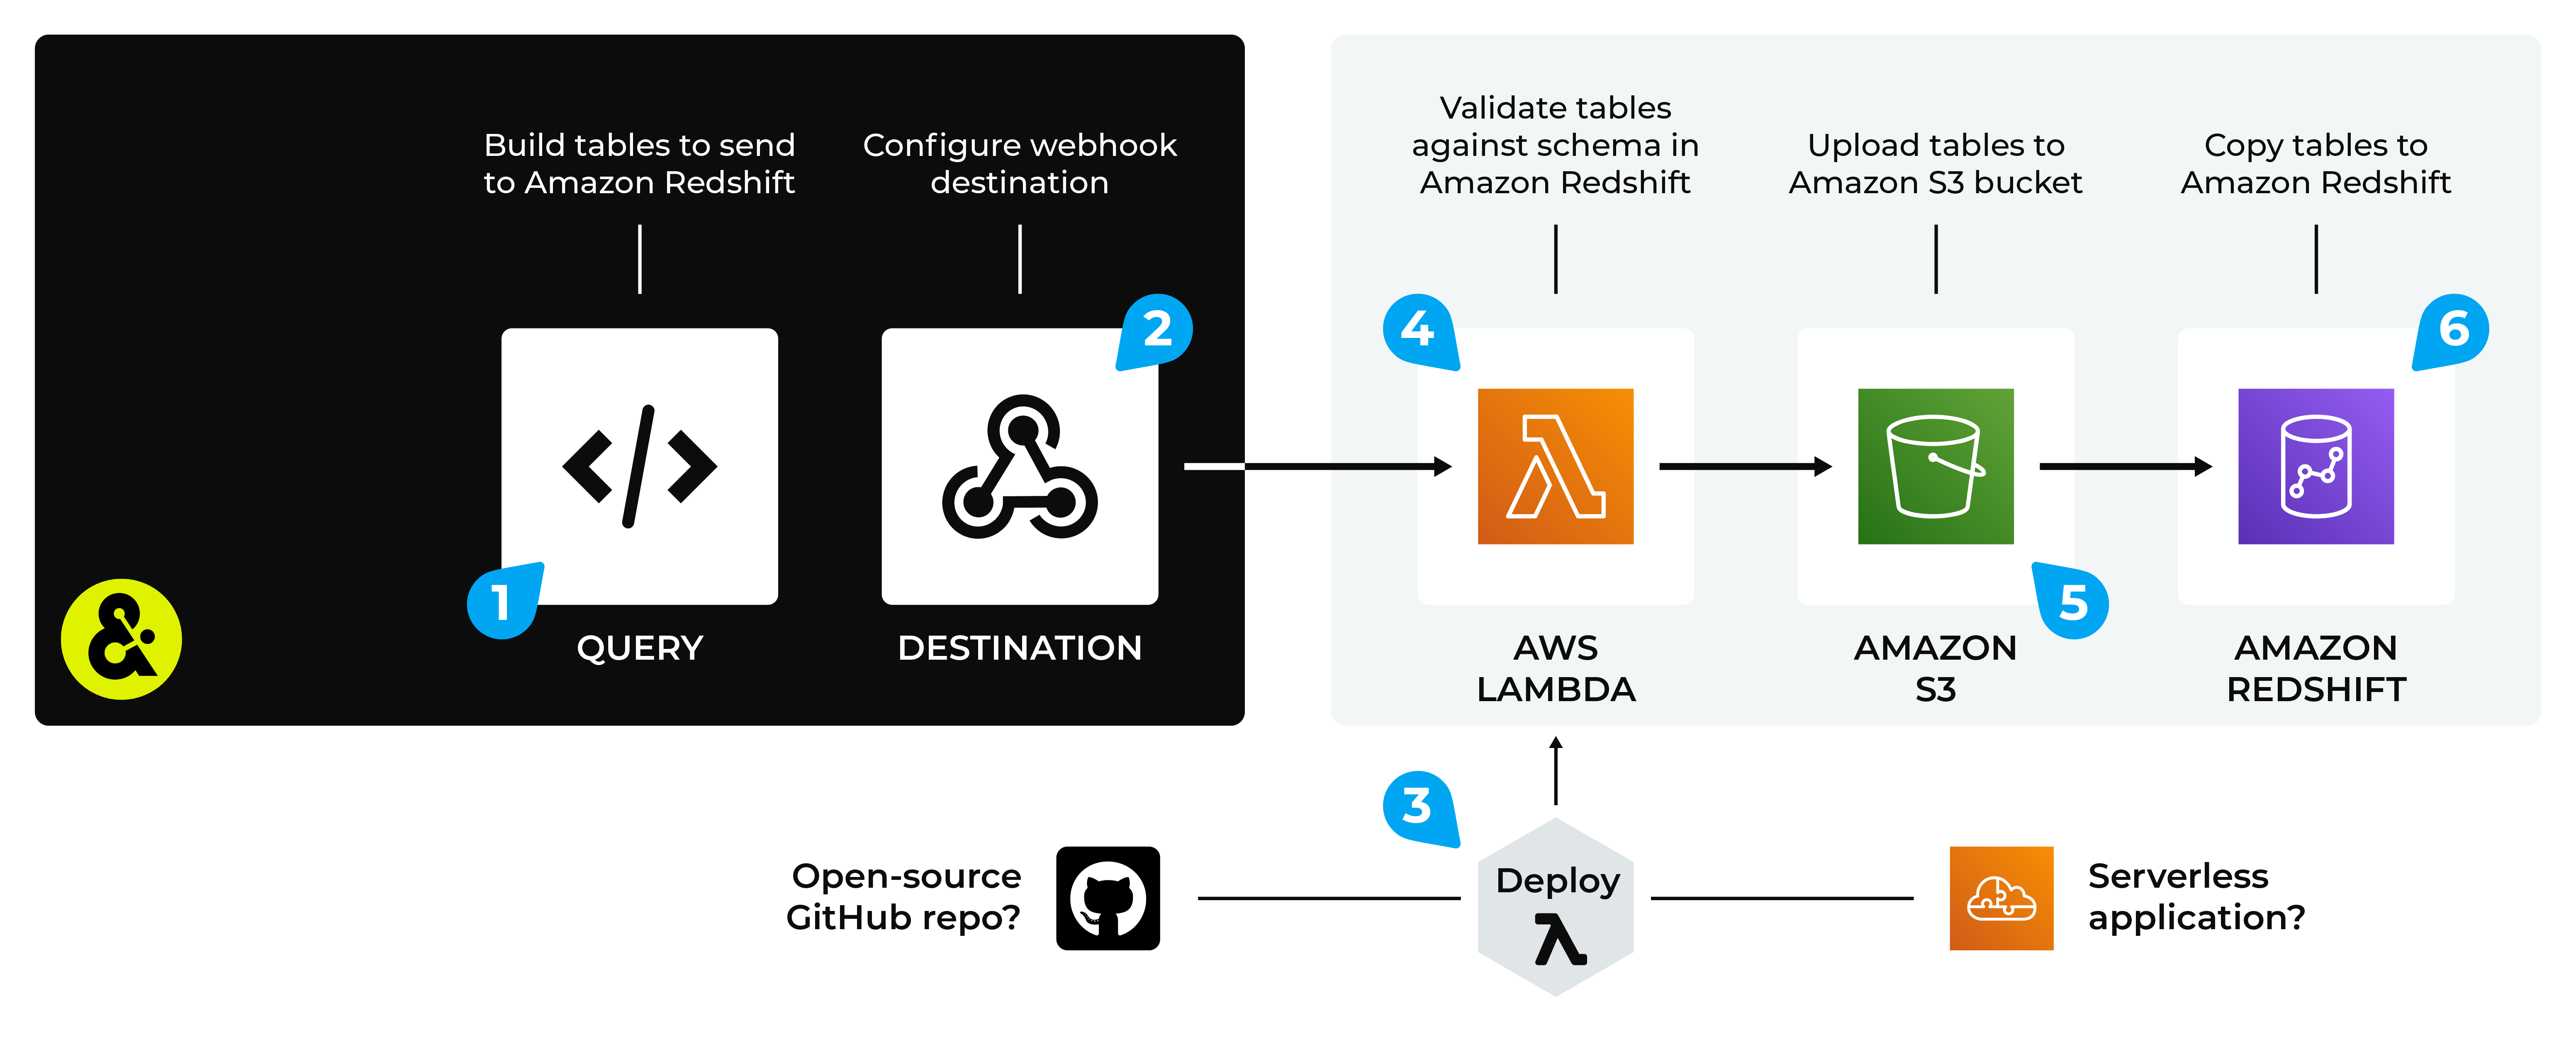 Build tables to send
to Amazon Redshift
1
QUERY
Configure webhook
destination
2
DESTINATION
Validate tables
against schema in
Amazon Redshift
4
AWS
LAMBDA
Upload tables to
Amazon S3 bucket
5
AMAZON
S3
Copy tables to
Amazon Redshift
6
AMAZON
REDSHIFT
Open-source
GitHub repo?
3
Deploy
Serverless
application?